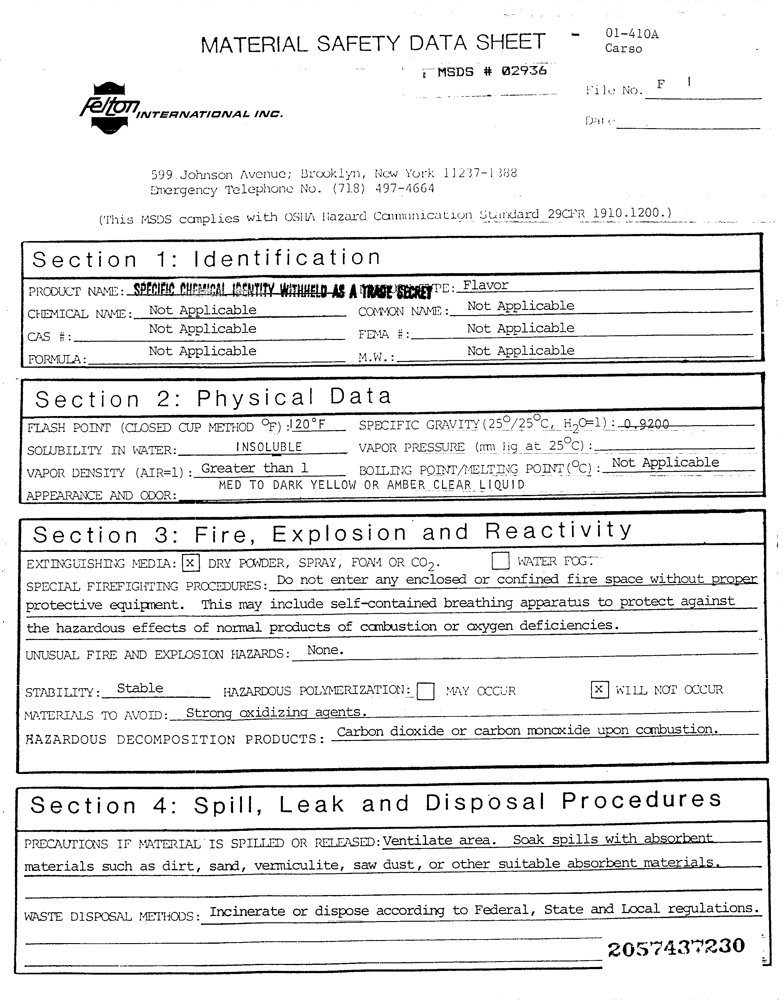 MATERIAL SAFETY DATA SHEET - 01-410A
Carso
MSDS # 02936
File No. F 1
Felton INTERNATIONAL INC.
Date
599 Johnson Avenue; Brooklyn, New York 11237-1388
Emergency Telephone No. (718) 497-4664
(This MSDS complies with OSHA Hazard Communication Standard 29CFR 1910.1200.)
Section 1: Identification
PRODUCT NAME: SPECIFIC CHEMICAL IDENTITY WITHHELD AS A TRADE SECRET TYPE: Flavor
CHEMICAL NAME: Not Applicable COMMON NAME: Not Applicable
CAS #: Not Applicable FEMA #: Not Applicable
FORMULA: Not Applicable M.W.: Not Applicable
Section 2: Physical Data
FLASH POINT (CLOSED CUP METHOD °F): 120°F SPECIFIC GRAVITY (25°/25°C, H2O=1): 0.9200
SOLUBILITY IN WATER: INSOLUBLE VAPOR PRESSURE (mm Hg at 25°C):
VAPOR DENSITY (AIR=1): Greater than 1 BOILING POINT/MELTING POINT (°C): Not Applicable
APPEARANCE AND ODOR: MED TO DARK YELLOW OR AMBER CLEAR LIQUID
Section 3: Fire, Explosion and Reactivity
EXTINGUISHING MEDIA: X DRY POWDER, SPRAY, FOAM OR CO2. WATER FOG
SPECIAL FIREFIGHTING PROCEDURES: Do not enter any enclosed or confined fire space without proper
protective equipment. This may include self-contained breathing apparatus to protect against
the hazardous effects of normal products of combustion or oxygen deficiencies.
UNUSUAL FIRE AND EXPLOSION HAZARDS: None.
STABILITY: Stable HAZARDOUS POLYMERIZATION: MAY OCCUR X WILL NOT OCCUR
MATERIALS TO AVOID: Strong oxidizing agents.
HAZARDOUS DECOMPOSITION PRODUCTS: Carbon dioxide or carbon monoxide upon combustion.
Section 4: Spill, Leak and Disposal Procedures
PRECAUTIONS IF MATERIAL IS SPILLED OR RELEASED: Ventilate area. Soak spills with absorbent
materials such as dirt, sand, vermiculite, saw dust, or other suitable absorbent materials.
WASTE DISPOSAL METHODS: Incinerate or dispose according to Federal, State and Local regulations.
2057437230